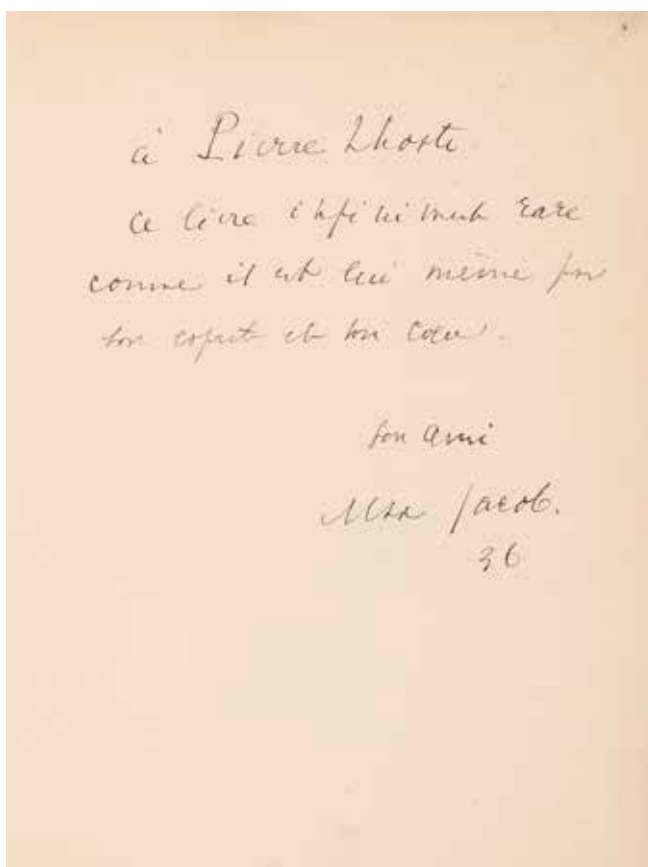 à Pierre Lhoste
ce livre infiniment rare
comme il est lui même par
son esprit et son coeur.
son ami
Max Jacob.
36